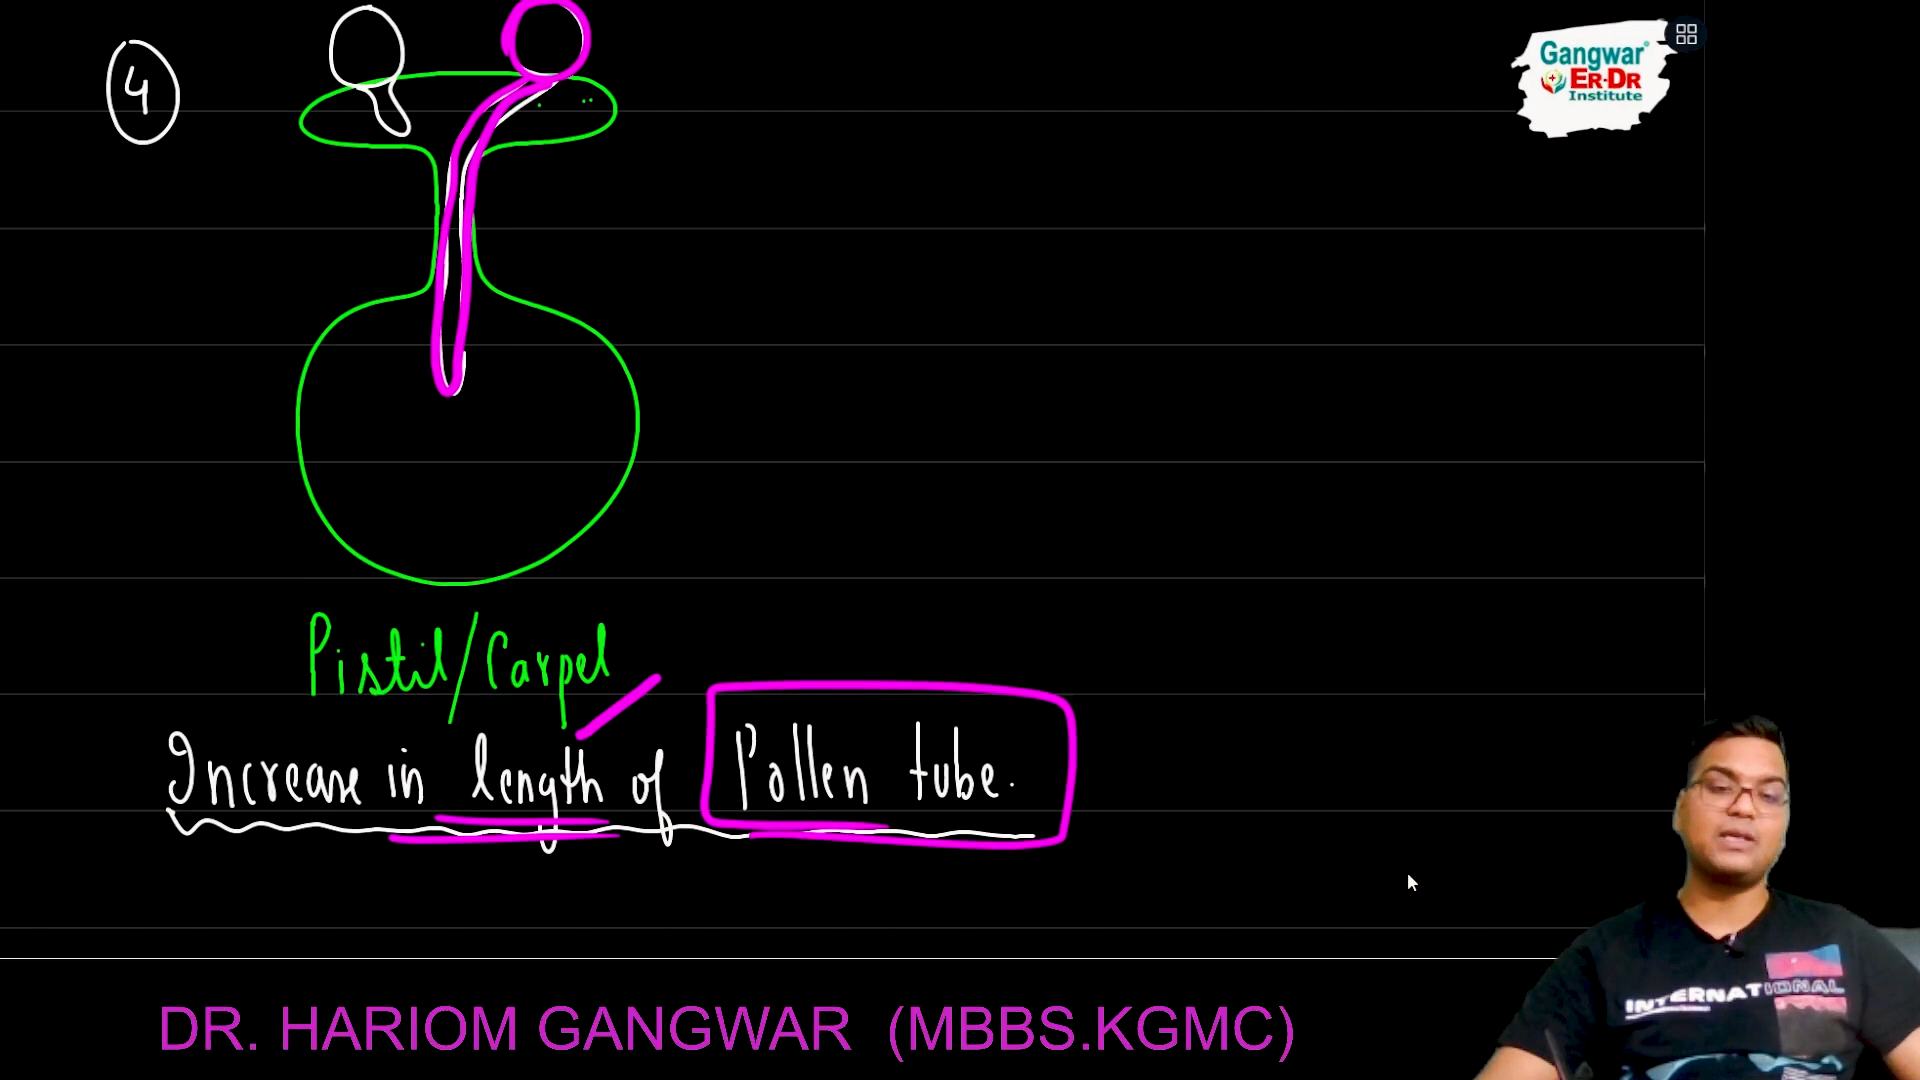 4
Gangwar
ER-DR
Institute
Pistil/Carpel
Increase in length of Pollen tube.
INTERNATIONAL
DR. HARIOM GANGWAR (MBBS.KGMC)